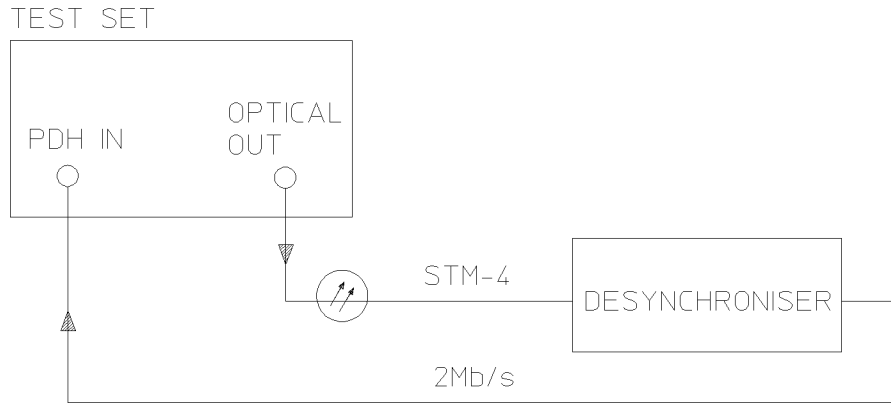 TEST SET
PDH IN
OPTICAL
OUT
STM-4
DESYNCHRONISER
2Mb/s